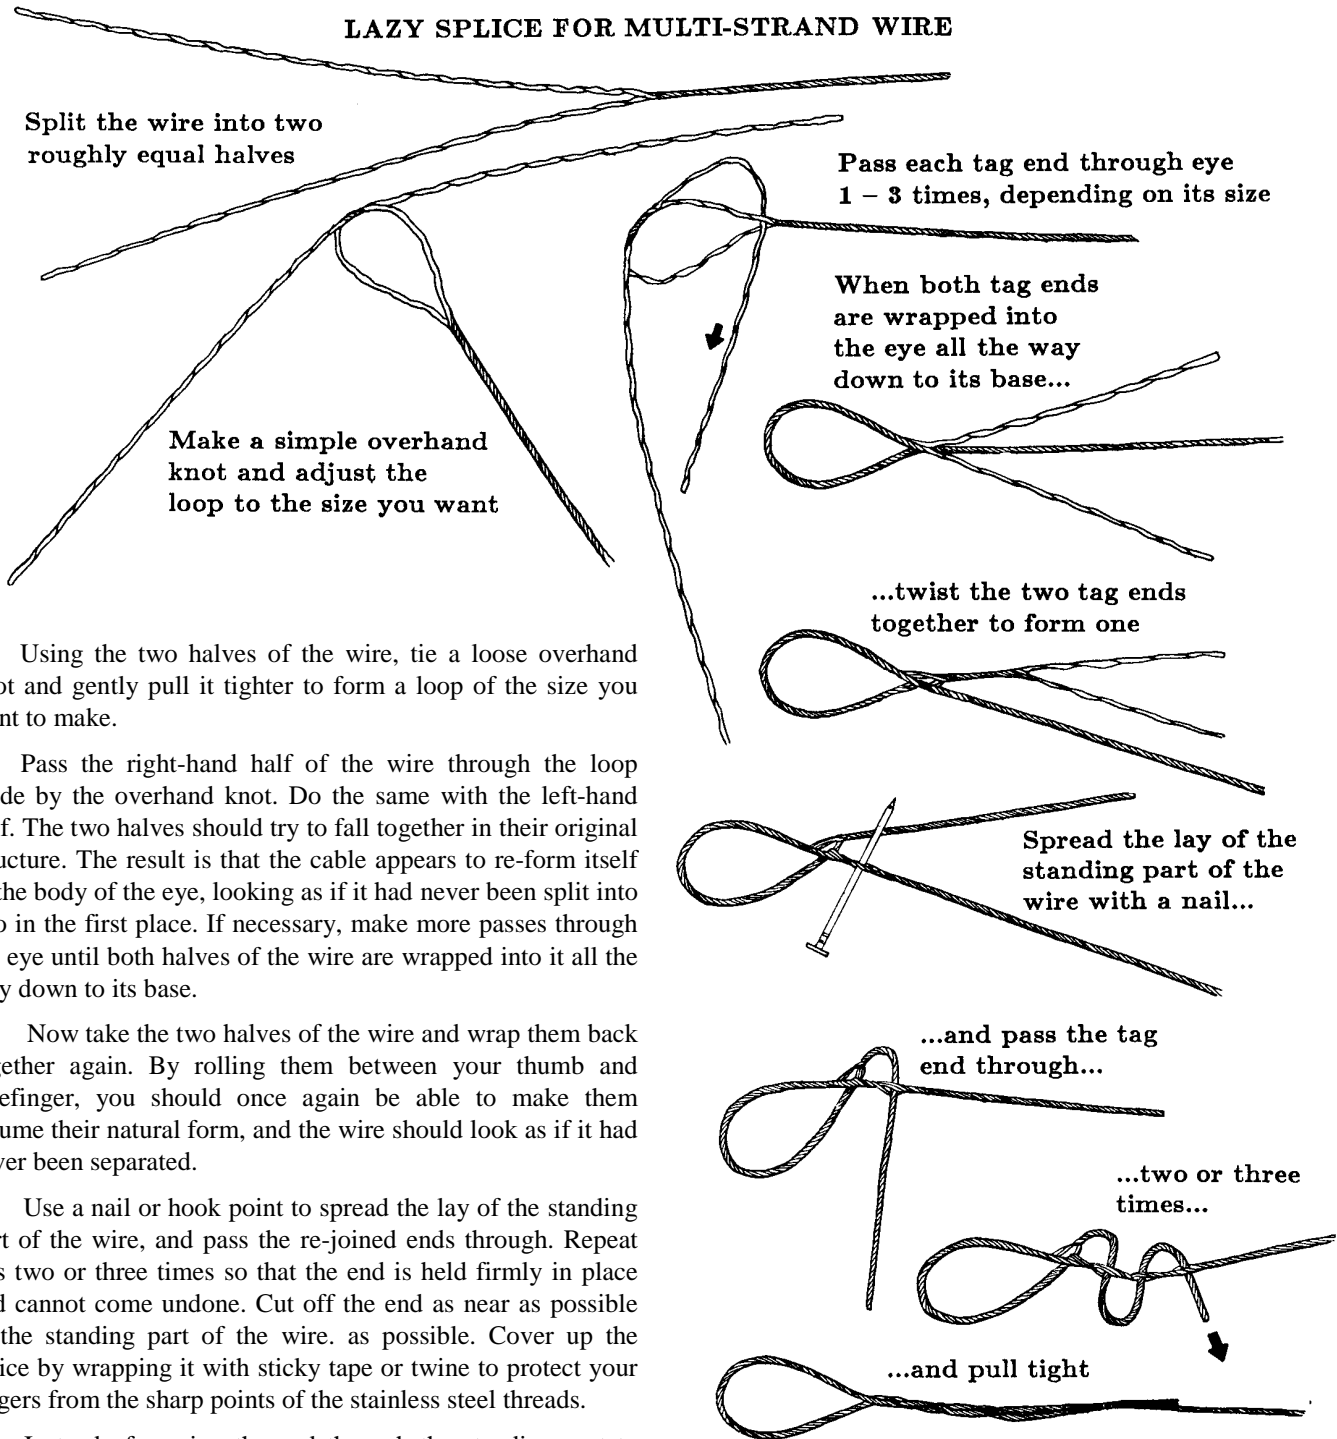 LAZY SPLICE FOR MULTI-STRAND WIRE
Split the wire into two
roughly equal halves
Pass each tag end through eye
1 – 3 times, depending on its size
When both tag ends
are wrapped into
the eye all the way
down to its base...
Make a simple overhand
knot and adjust the
loop to the size you want
...twist the two tag ends
together to form one
Spread the lay of the
standing part of the
wire with a nail...
...and pass the tag
end through...
...two or three
times...
...and pull tight
Using the two halves of the wire, tie a loose overhand
ot and gently pull it tighter to form a loop of the size you
nt to make.
Pass the right-hand half of the wire through the loop
de by the overhand knot. Do the same with the left-hand
f. The two halves should try to fall together in their original
ucture. The result is that the cable appears to re-form itself
the body of the eye, looking as if it had never been split into
o in the first place. If necessary, make more passes through
eye until both halves of the wire are wrapped into it all the
y down to its base.
Now take the two halves of the wire and wrap them back
gether again. By rolling them between your thumb and
efinger, you should once again be able to make them
ume their natural form, and the wire should look as if it had
ver been separated.
Use a nail or hook point to spread the lay of the standing
rt of the wire, and pass the re-joined ends through. Repeat
s two or three times so that the end is held firmly in place
d cannot come undone. Cut off the end as near as possible
the standing part of the wire. as possible. Cover up the
ice by wrapping it with sticky tape or twine to protect your
gers from the sharp points of the stainless steel threads.